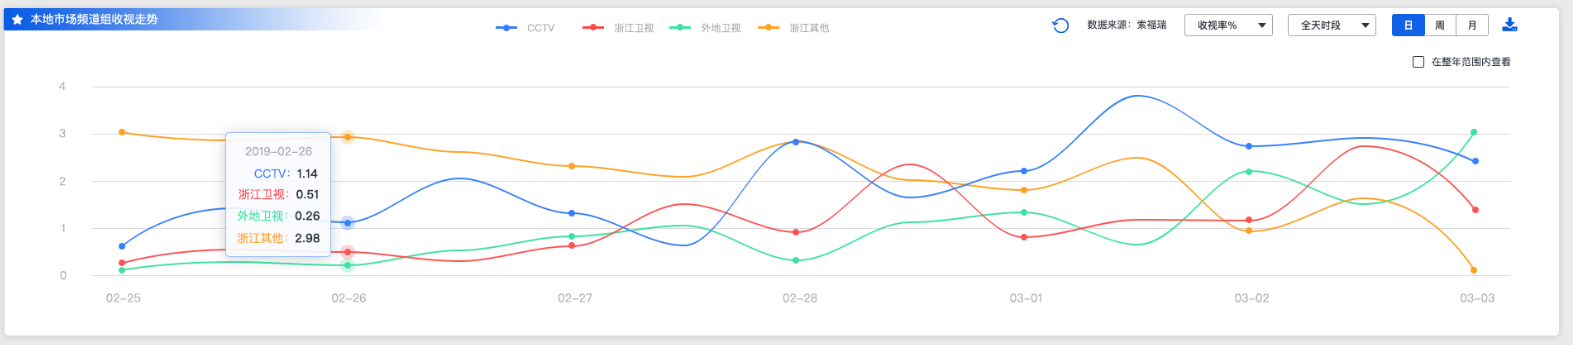 本地市场频道组收视走势
CCTV 浙江卫视 外地卫视 浙江其他
数据来源：索福瑞 收视率% 全天时段 日 周 月
在整年范围内查看
4
3
2
1
0
2019-02-26
CCTV：1.14
浙江卫视：0.51
外地卫视：0.26
浙江其他：2.98
02-25 02-26 02-27 02-28 03-01 03-02 03-03